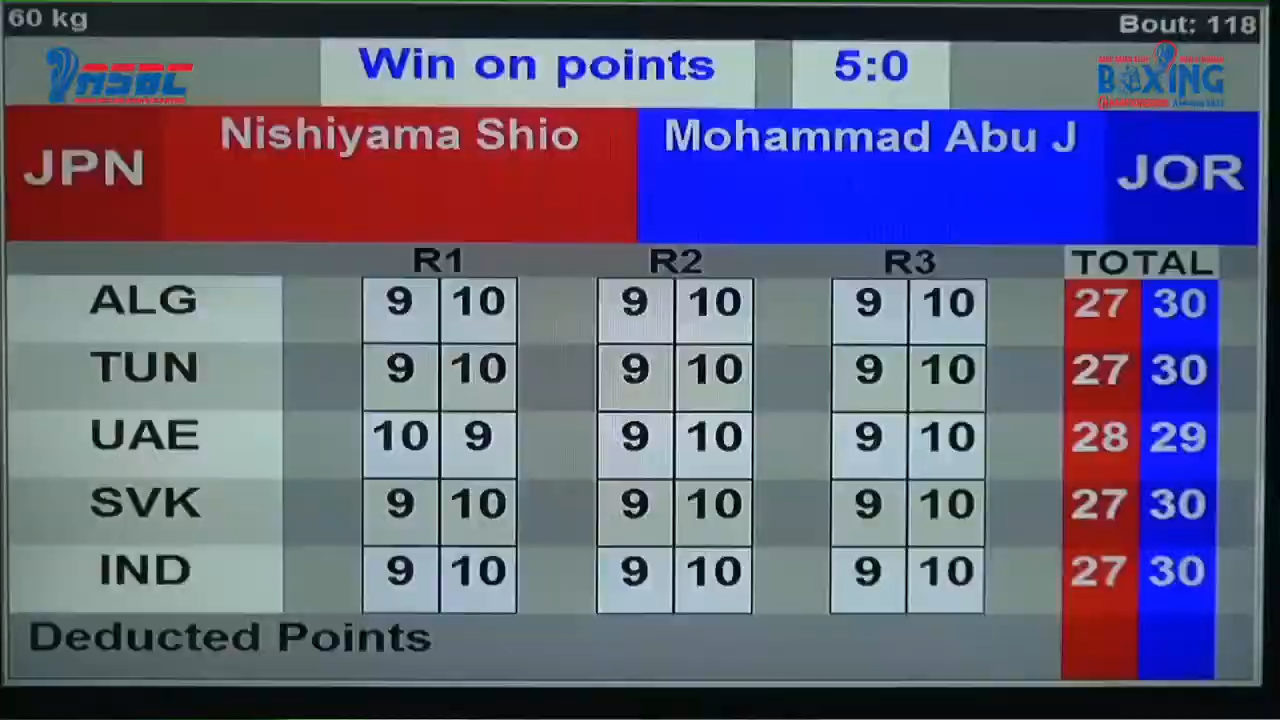 60 kg
Bout: 118
ASBC
Win on points 5:0
BOXING
JPN Nishiyama Shio Mohammad Abu J JOR
R1 R2 R3 TOTAL
ALG 9 10 9 10 9 10 27 30
TUN 9 10 9 10 9 10 27 30
UAE 10 9 9 10 9 10 28 29
SVK 9 10 9 10 9 10 27 30
IND 9 10 9 10 9 10 27 30
Deducted Points